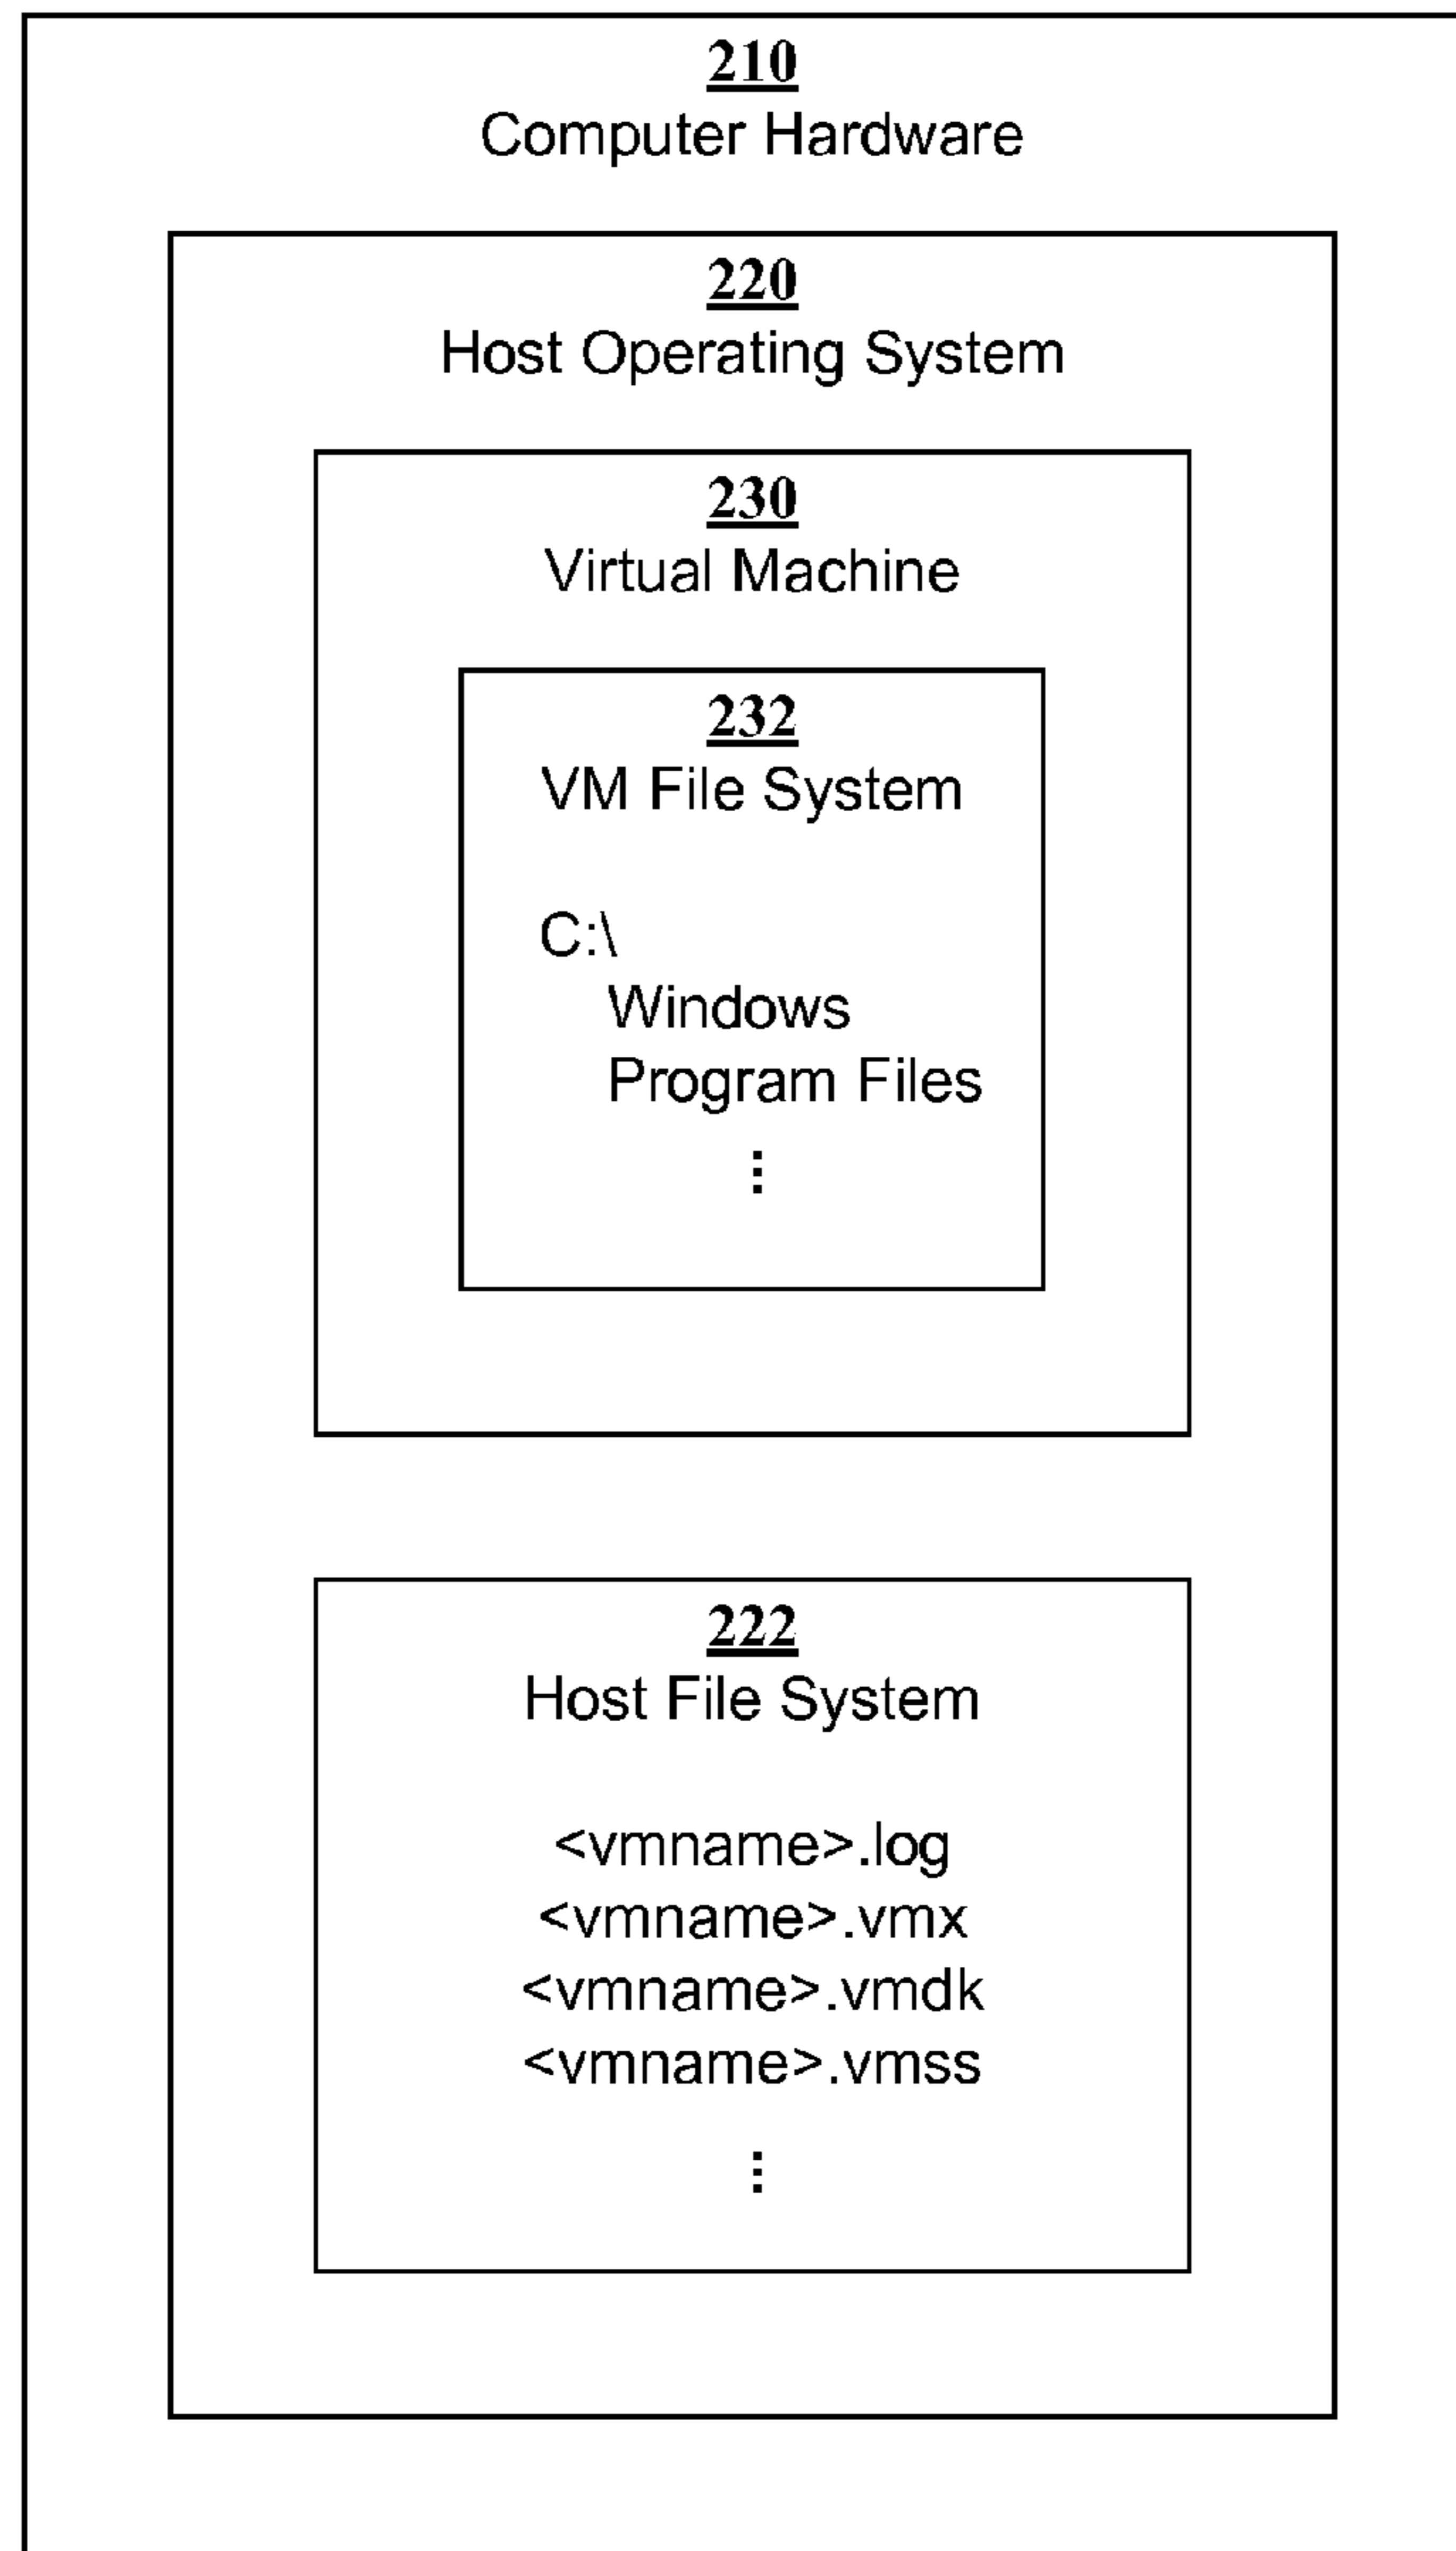 210
Computer Hardware
220
Host Operating System
230
Virtual Machine
232
VM File System
C:\
Windows
Program Files
⋮
222
Host File System
<vmname>.log
<vmname>.vmx
<vmname>.vmdk
<vmname>.vmss
⋮